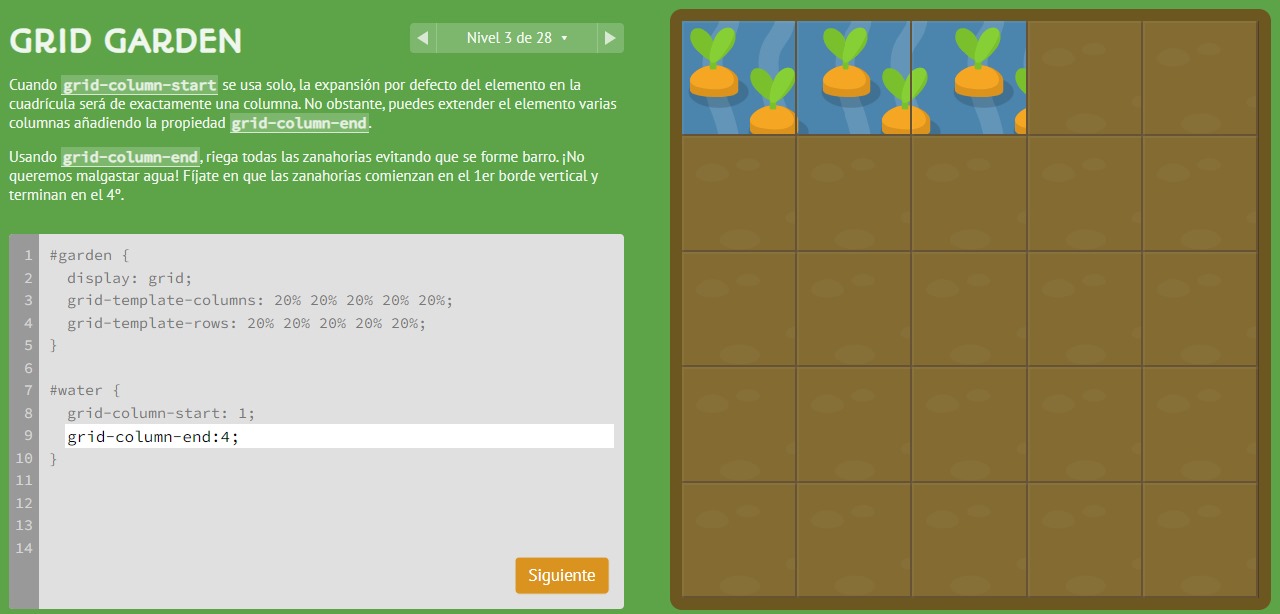 GRID GARDEN
Nivel 3 de 28
Cuando grid-column-start se usa solo, la expansión por defecto del elemento en la
cuadrícula será de exactamente una columna. No obstante, puedes extender el elemento varias
columnas añadiendo la propiedad grid-column-end.
Usando grid-column-end, riega todas las zanahorias evitando que se forme barro. ¡No
queremos malgastar agua! Fíjate en que las zanahorias comienzan en el 1er borde vertical y
terminan en el 4º.
1 #garden {
2 display: grid;
3 grid-template-columns: 20% 20% 20% 20% 20%;
4 grid-template-rows: 20% 20% 20% 20% 20%;
5 }
6
7 #water {
8 grid-column-start: 1;
9 grid-column-end:4;
10 }
11
12
13
14
Siguiente